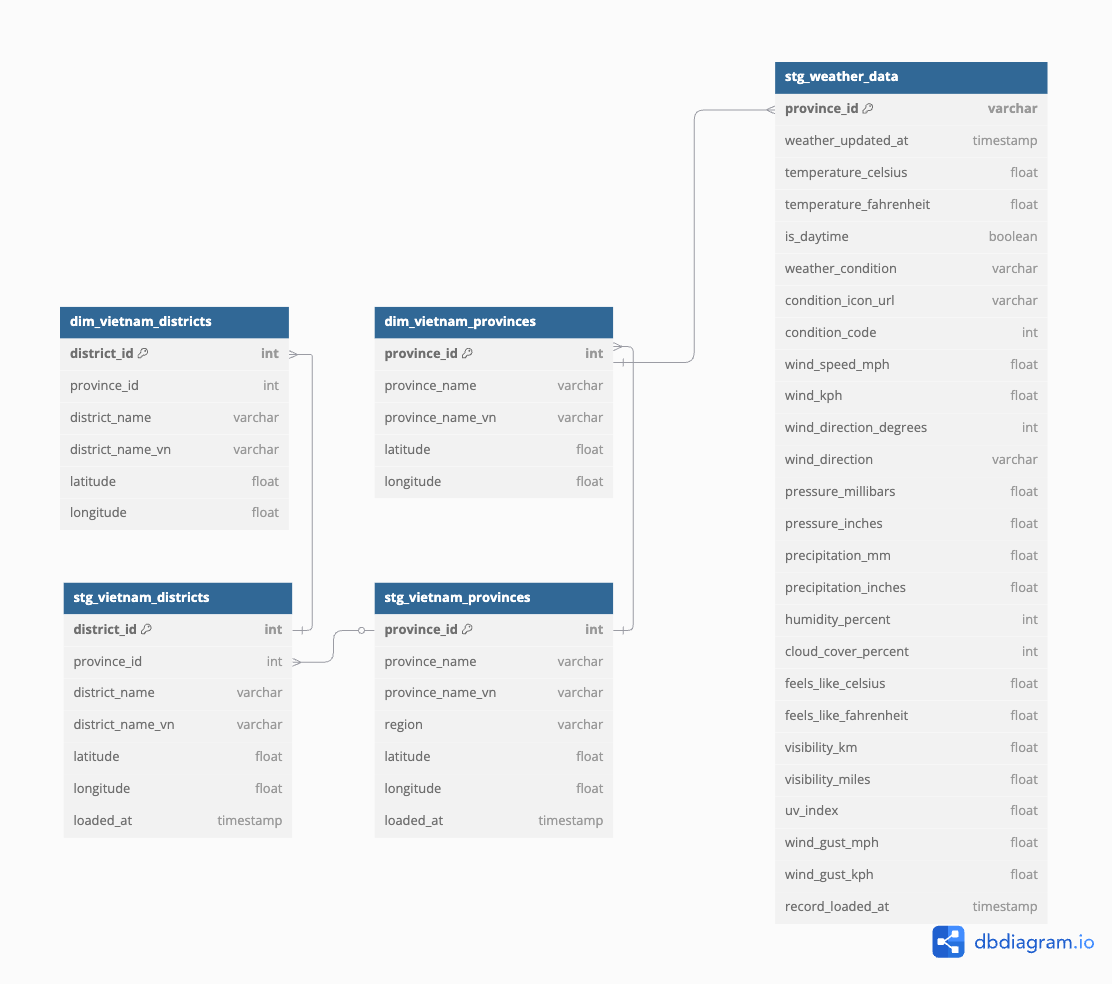 stg_weather_data
province_id varchar
weather_updated_at timestamp
temperature_celsius float
temperature_fahrenheit float
is_daytime boolean
weather_condition varchar
condition_icon_url varchar
condition_code int
wind_speed_mph float
wind_kph float
wind_direction_degrees int
wind_direction varchar
pressure_millibars float
pressure_inches float
precipitation_mm float
precipitation_inches float
humidity_percent int
cloud_cover_percent int
feels_like_celsius float
feels_like_fahrenheit float
visibility_km float
visibility_miles float
uv_index float
wind_gust_mph float
wind_gust_kph float
record_loaded_at timestamp
dim_vietnam_districts
district_id int
province_id int
district_name varchar
district_name_vn varchar
latitude float
longitude float
dim_vietnam_provinces
province_id int
province_name varchar
province_name_vn varchar
latitude float
longitude float
stg_vietnam_districts
district_id int
province_id int
district_name varchar
district_name_vn varchar
latitude float
longitude float
loaded_at timestamp
stg_vietnam_provinces
province_id int
province_name varchar
province_name_vn varchar
region varchar
latitude float
longitude float
loaded_at timestamp
dbdiagram.io